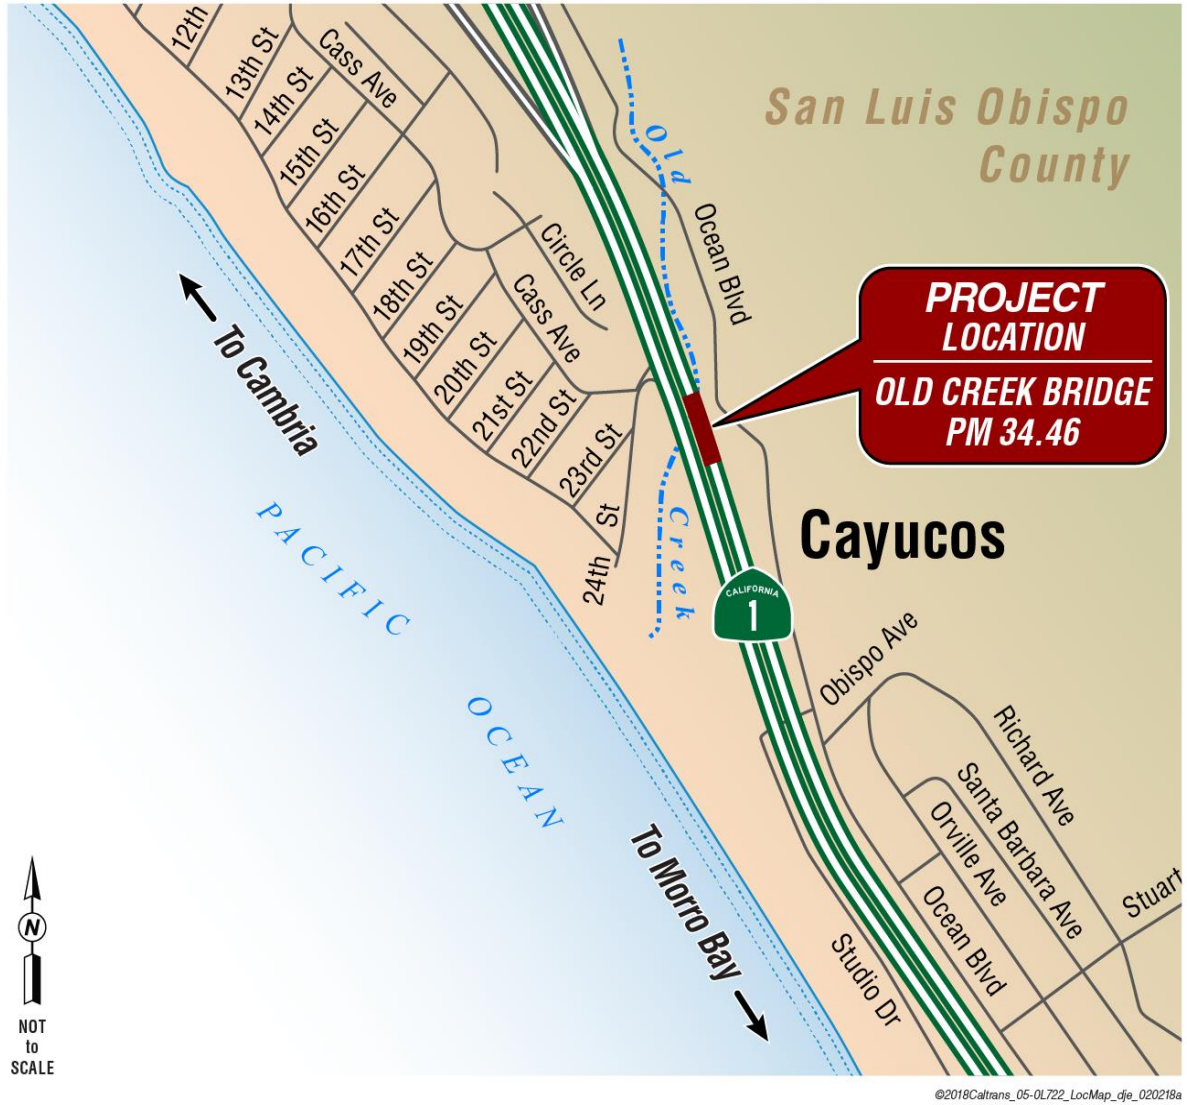 12th
13th St
14th St
15th St
16th St
17th St
18th St
19th St
20th St
21st St
22nd St
23rd St
24th St
Cass Ave
Circle Ln
Cass Ave
Old Creek
Ocean Blvd
San Luis Obispo
County
PROJECT
LOCATION
OLD CREEK BRIDGE
PM 34.46
Cayucos
CALIFORNIA
1
To Cambria
PACIFIC
OCEAN
To Morro Bay
Obispo Ave
Richard Ave
Santa Barbara Ave
Orville Ave
Ocean Blvd
Studio Dr
Stuart
N
NOT
to
SCALE
©2018Caltrans_05-0L722_LocMap_dje_020218a